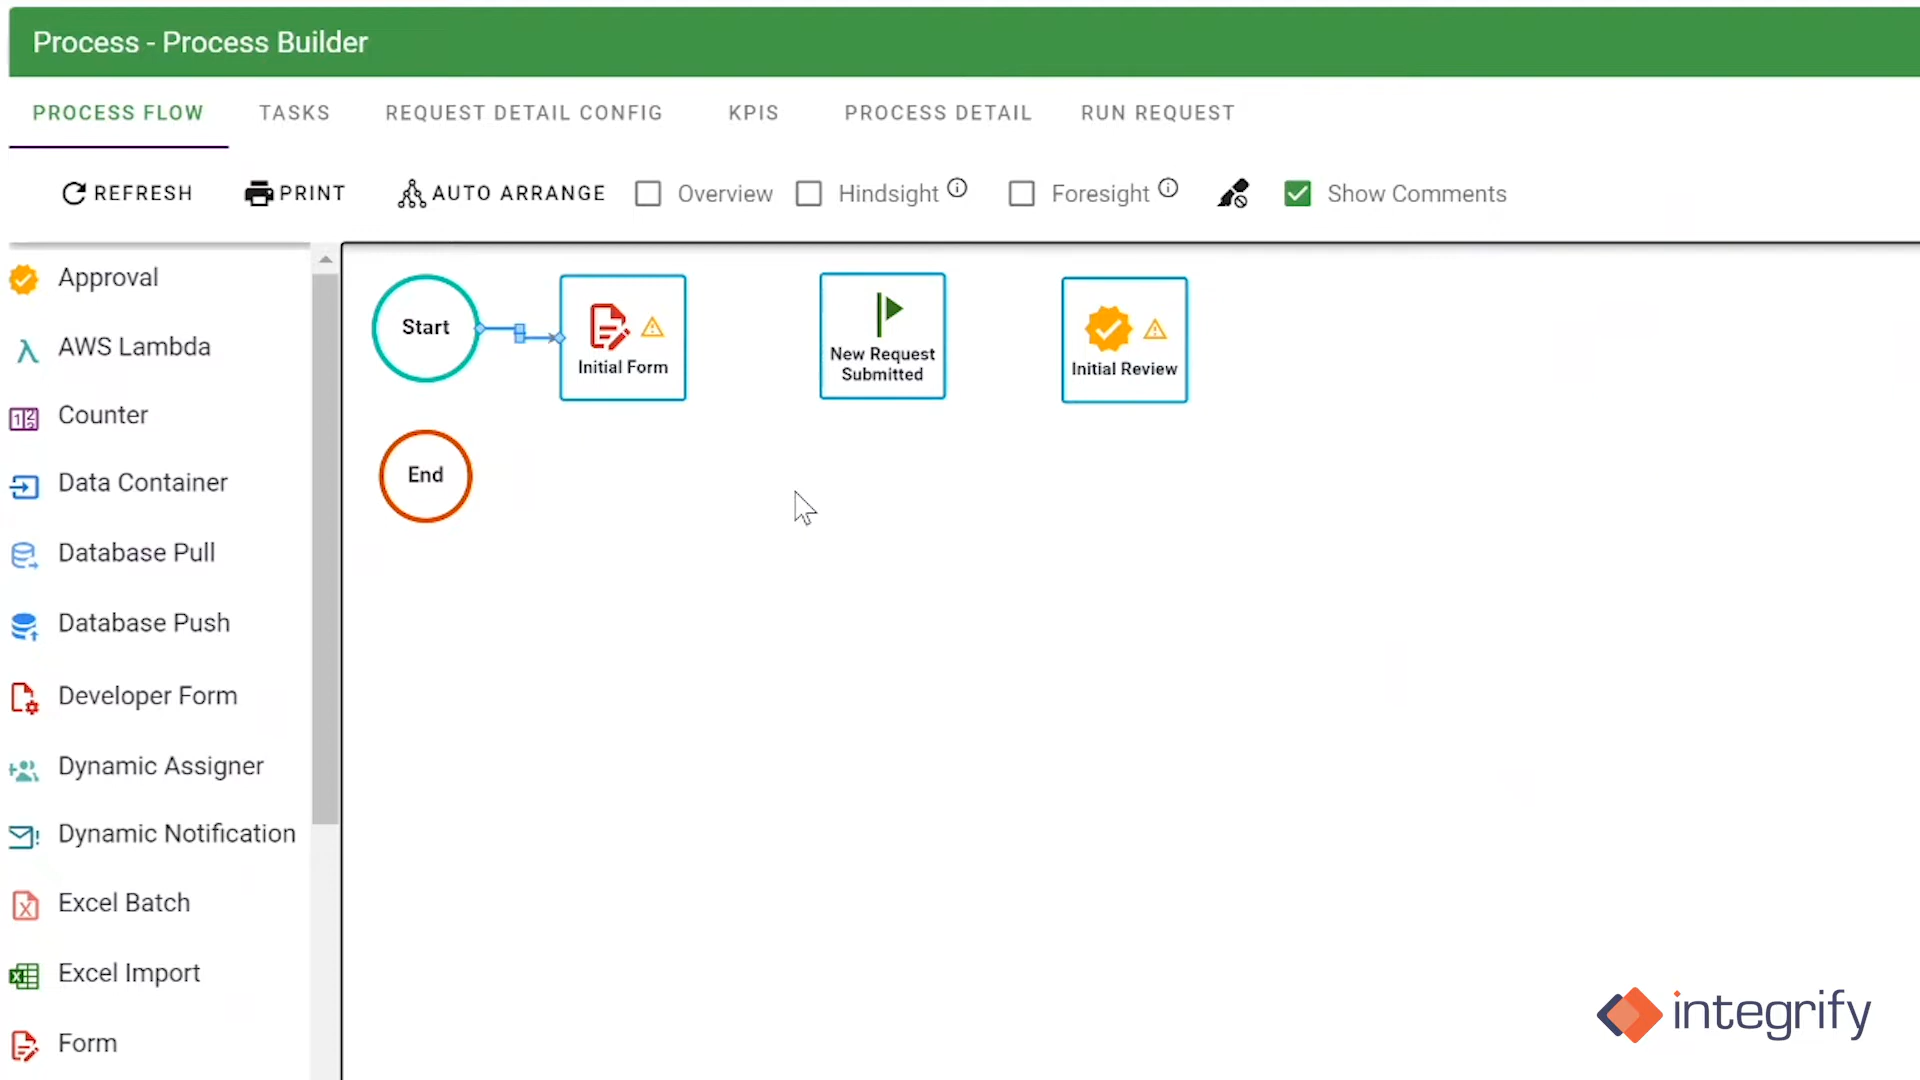 Process - Process Builder
PROCESS FLOW TASKS REQUEST DETAIL CONFIG KPIS PROCESS DETAIL RUN REQUEST
REFRESH PRINT AUTO ARRANGE Overview Hindsight Foresight Show Comments
Approval
AWS Lambda
Counter
Data Container
Database Pull
Database Push
Developer Form
Dynamic Assigner
Dynamic Notification
Excel Batch
Excel Import
Form
Start
Initial Form
New Request
Submitted
Initial Review
End
integrify